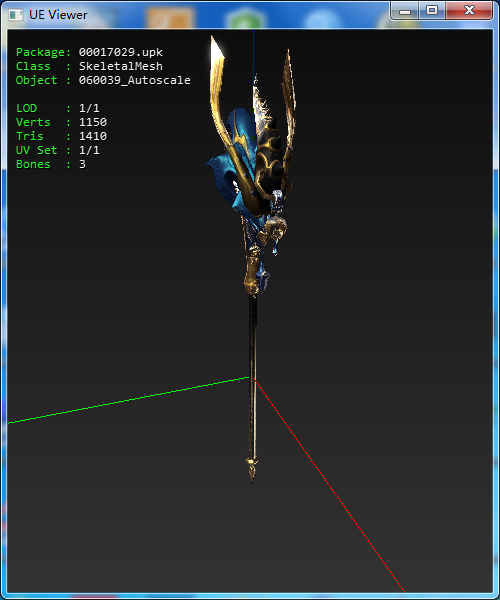 UE Viewer
Package: 00017029.upk
Class : SkeletalMesh
Object : 060039_Autoscale
LOD : 1/1
Verts : 1150
Tris : 1410
UV Set : 1/1
Bones : 3